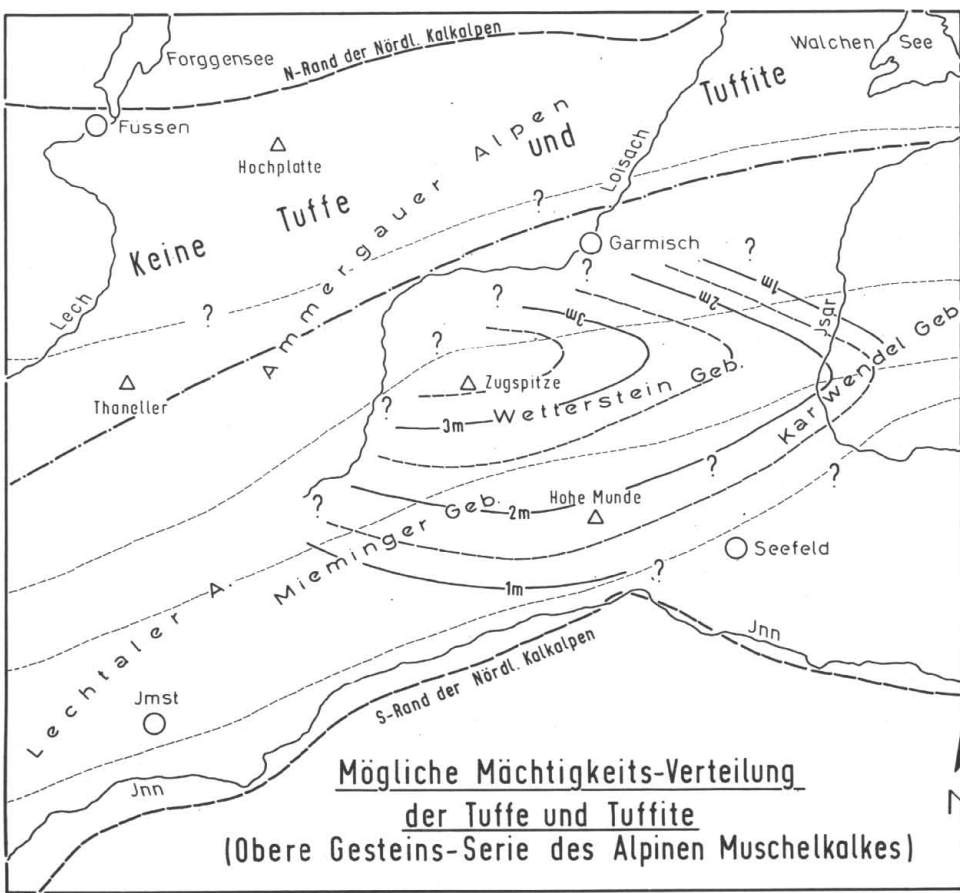 Forggensee
N-Rand der Nördl. Kalkalpen
Walchen See
Füssen
Hochplatte
Keine Tuffe und Tuffite
Ammergauer Alpen
Loisach
Lech
Garmisch
?
?
?
?
?
?
?
1m
2m
3m
Jsar
Thaneller
Zugspitze
Wetterstein Geb.
Karwendel Geb.
3m
?
?
?
Hohe Munde
2m
Mieminger Geb.
Lechtaler A.
Seefeld
1m
?
Jnn
S-Rand der Nördl. Kalkalpen
Jmst
Jnn
N
Mögliche Mächtigkeits-Verteilung
der Tuffe und Tuffite
(Obere Gesteins-Serie des Alpinen Muschelkalkes)